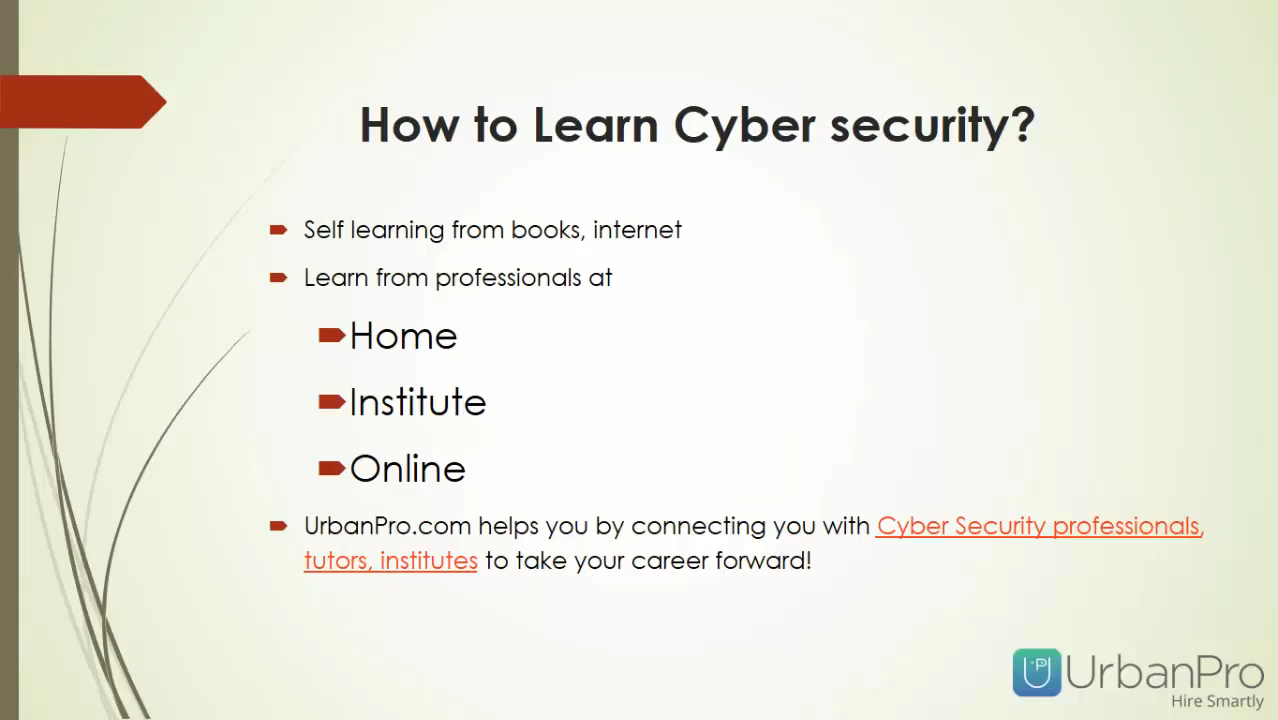 How to Learn Cyber security?
Self learning from books, internet
Learn from professionals at
Home
Institute
Online
UrbanPro.com helps you by connecting you with Cyber Security professionals,
tutors, institutes to take your career forward!
UrbanPro
Hire Smartly